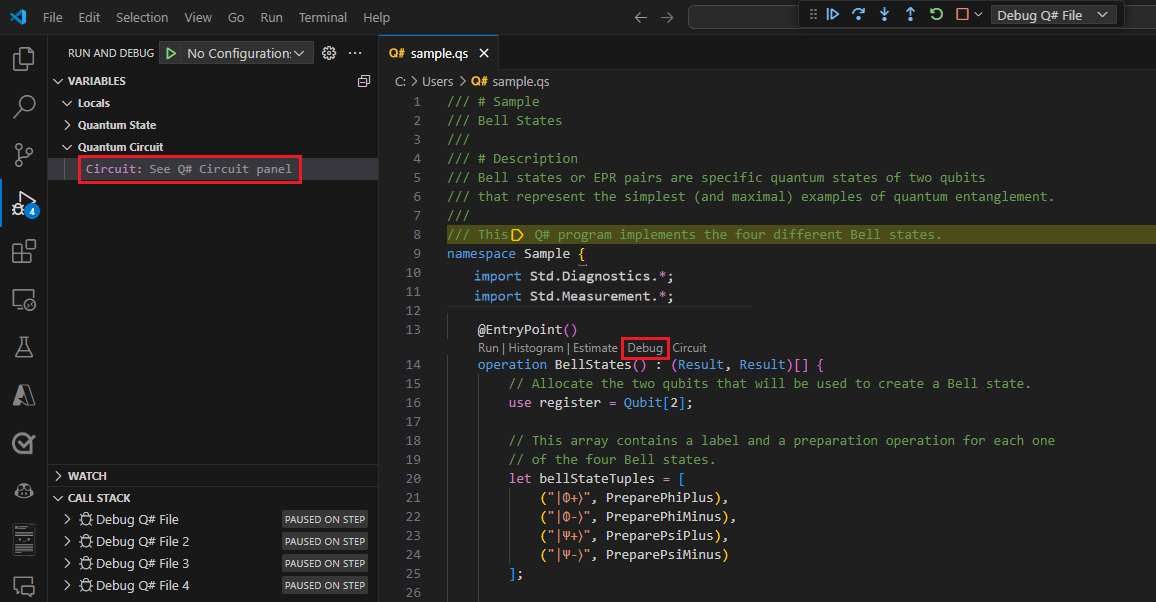 File Edit Selection View Go Run Terminal Help
Debug Q# File
RUN AND DEBUG No Configuration:
Q# sample.qs
VARIABLES
C: > Users > Q# sample.qs
Locals
Quantum State
Quantum Circuit
Circuit: See Q# Circuit panel
4
WATCH
CALL STACK
Debug Q# File PAUSED ON STEP
Debug Q# File 2 PAUSED ON STEP
Debug Q# File 3 PAUSED ON STEP
Debug Q# File 4 PAUSED ON STEP
1 /// # Sample
2 /// Bell States
3 ///
4 /// # Description
5 /// Bell states or EPR pairs are specific quantum states of two qubits
6 /// that represent the simplest (and maximal) examples of quantum entanglement.
7 ///
8 /// This Q# program implements the four different Bell states.
9 namespace Sample {
10 import Std.Diagnostics.*;
11 import Std.Measurement.*;
12
13 @EntryPoint()
Run | Histogram | Estimate | Debug | Circuit
14 operation BellStates() : (Result, Result)[] {
15 // Allocate the two qubits that will be used to create a Bell state.
16 use register = Qubit[2];
17
18 // This array contains a label and a preparation operation for each one
19 // of the four Bell states.
20 let bellStateTuples = [
21 ("|Φ+⟩", PreparePhiPlus),
22 ("|Φ-⟩", PreparePhiMinus),
23 ("|Ψ+⟩", PreparePsiPlus),
24 ("|Ψ-⟩", PreparePsiMinus)
25 ];
26